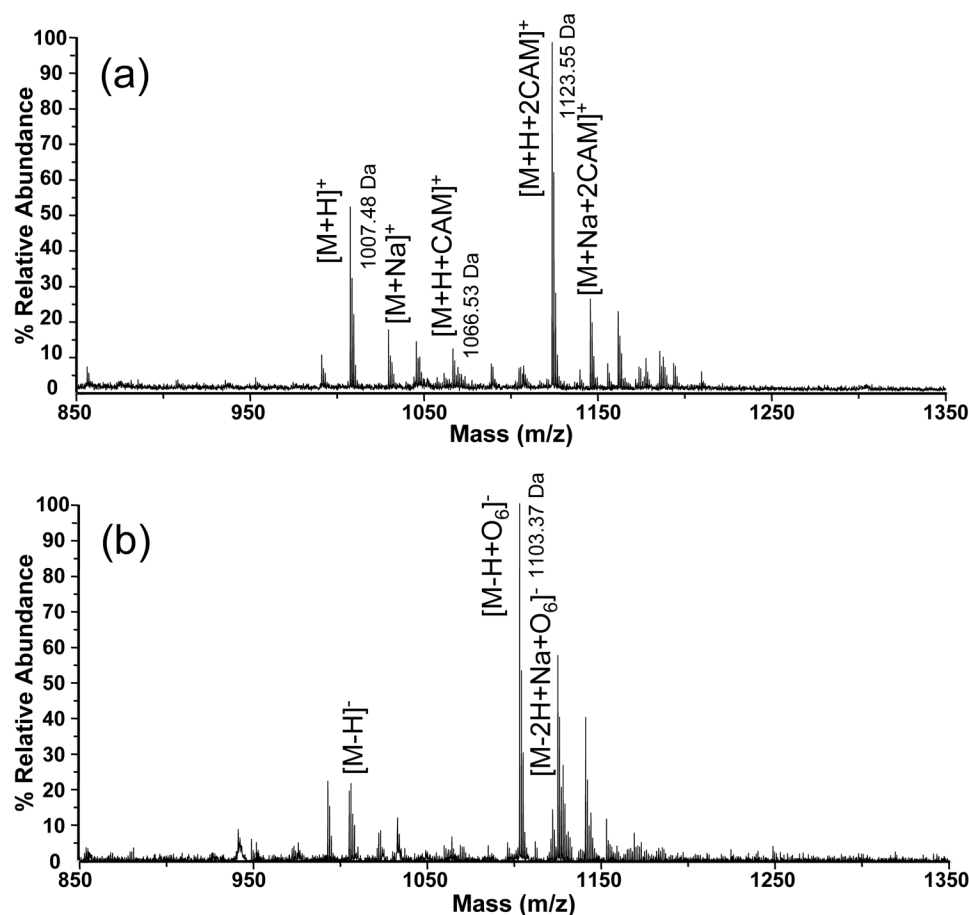 (a)
% Relative Abundance
100
90
80
70
60
50
40
30
20
10
0
[M+H]⁺
1007.48 Da
[M+Na]⁺
[M+H+CAM]⁺
1066.53 Da
[M+H+2CAM]⁺
1123.55 Da
[M+Na+2CAM]⁺
850
950
1050
1150
1250
1350
Mass (m/z)
(b)
% Relative Abundance
100
90
80
70
60
50
40
30
20
10
0
[M-H]⁻
[M-H+O₆]⁻
1103.37 Da
[M-2H+Na+O₆]⁻
850
950
1050
1150
1250
1350
Mass (m/z)